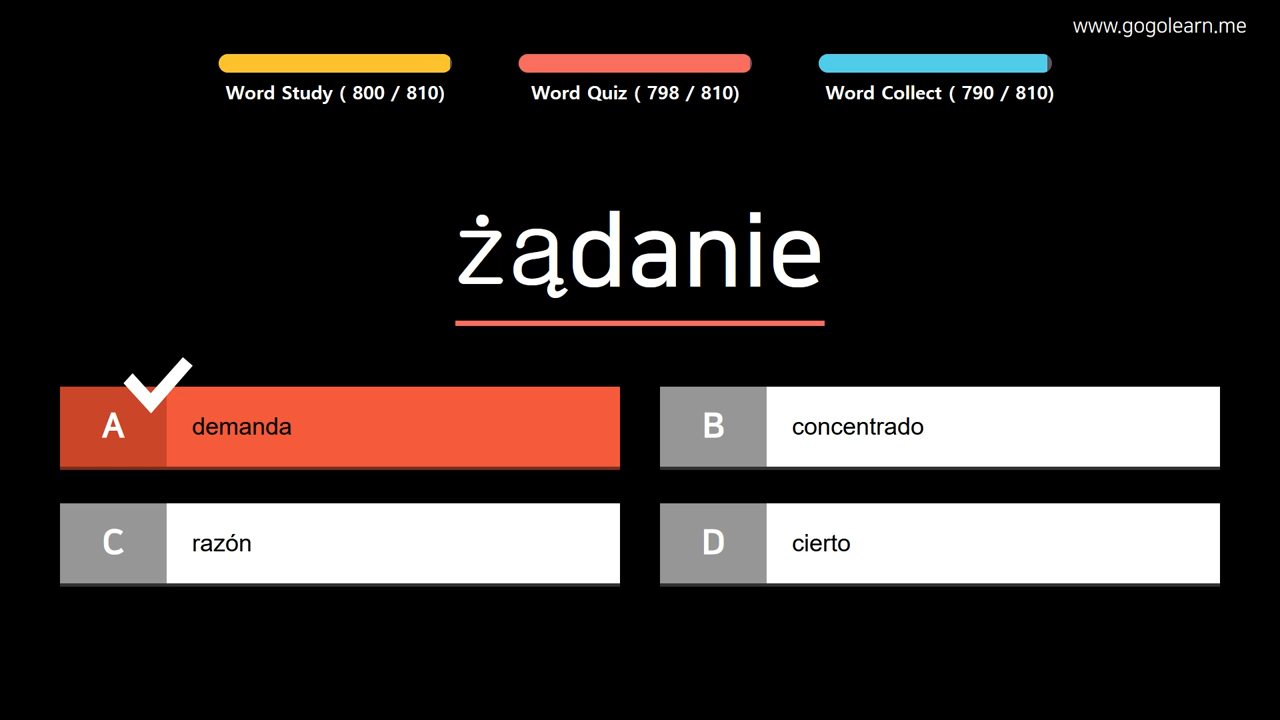 www.gogolearn.me
Word Study ( 800 / 810)
Word Quiz ( 798 / 810)
Word Collect ( 790 / 810)
żądanie
A demanda
B concentrado
C razón
D cierto